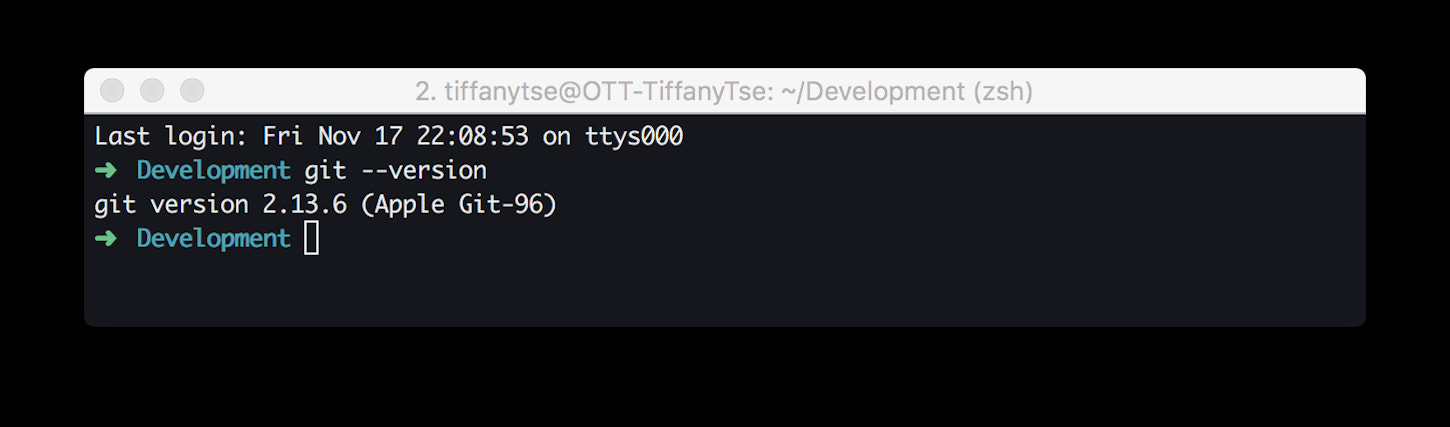 2. tiffanytse@OTT-TiffanyTse: ~/Development (zsh)
Last login: Fri Nov 17 22:08:53 on ttys000
➜ Development git --version
git version 2.13.6 (Apple Git-96)
➜ Development